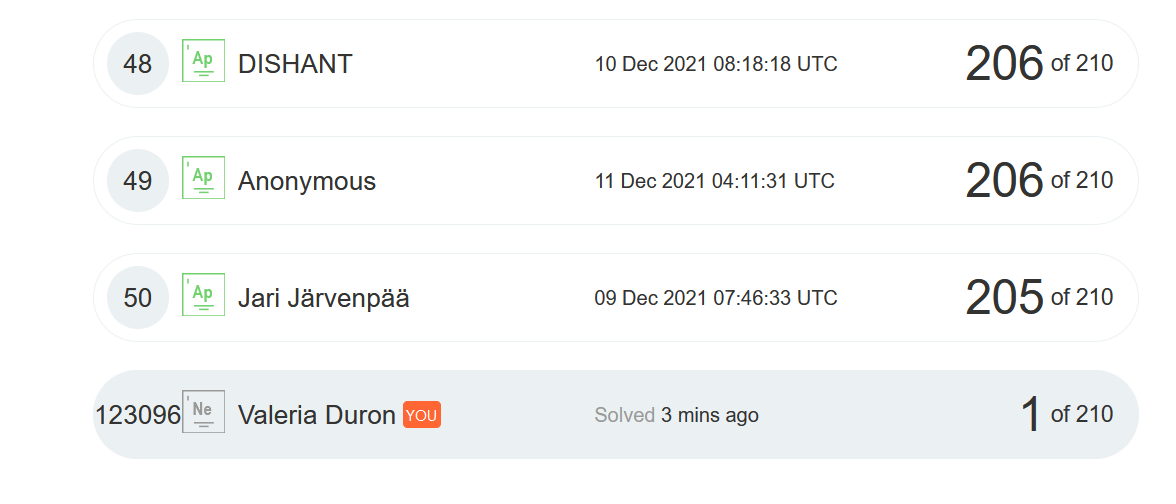 48 Ap DISHANT 10 Dec 2021 08:18:18 UTC 206 of 210
49 Ap Anonymous 11 Dec 2021 04:11:31 UTC 206 of 210
50 Ap Jari Järvenpää 09 Dec 2021 07:46:33 UTC 205 of 210
123096 Ne Valeria Duron YOU Solved 3 mins ago 1 of 210